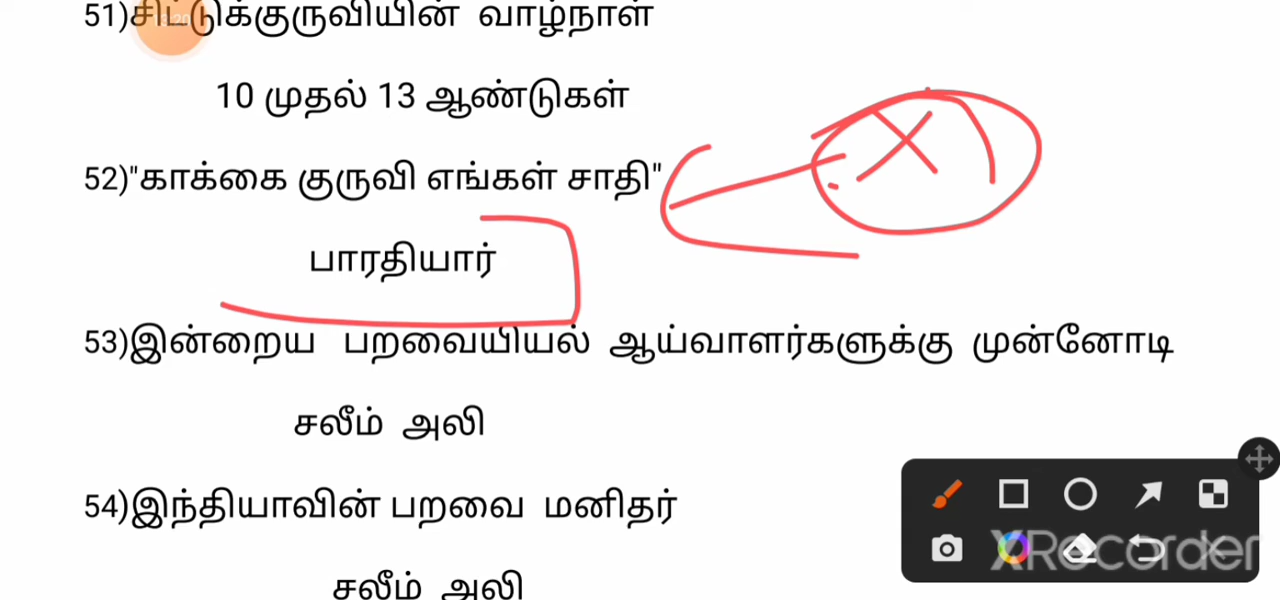 51)சிட்டுக்குருவியின் வாழ்நாள்
10 முதல் 13 ஆண்டுகள்
52)"காக்கை குருவி எங்கள் சாதி"
X
பாரதியார்
53)இன்றைய பறவையியல் ஆய்வாளர்களுக்கு முன்னோடி
சலீம் அலி
54)இந்தியாவின் பறவை மனிதர்
சலீம் அலி
XRecorder